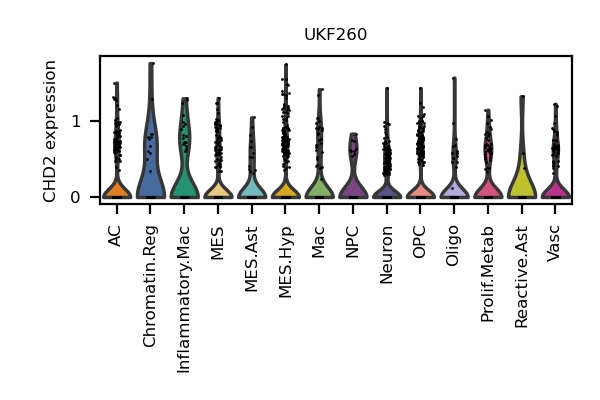 UKF260
CHD2 expression
1
0
AC
Chromatin.Reg
Inflammatory.Mac
MES
MES.Ast
MES.Hyp
Mac
NPC
Neuron
OPC
Oligo
Prolif.Metab
Reactive.Ast
Vasc